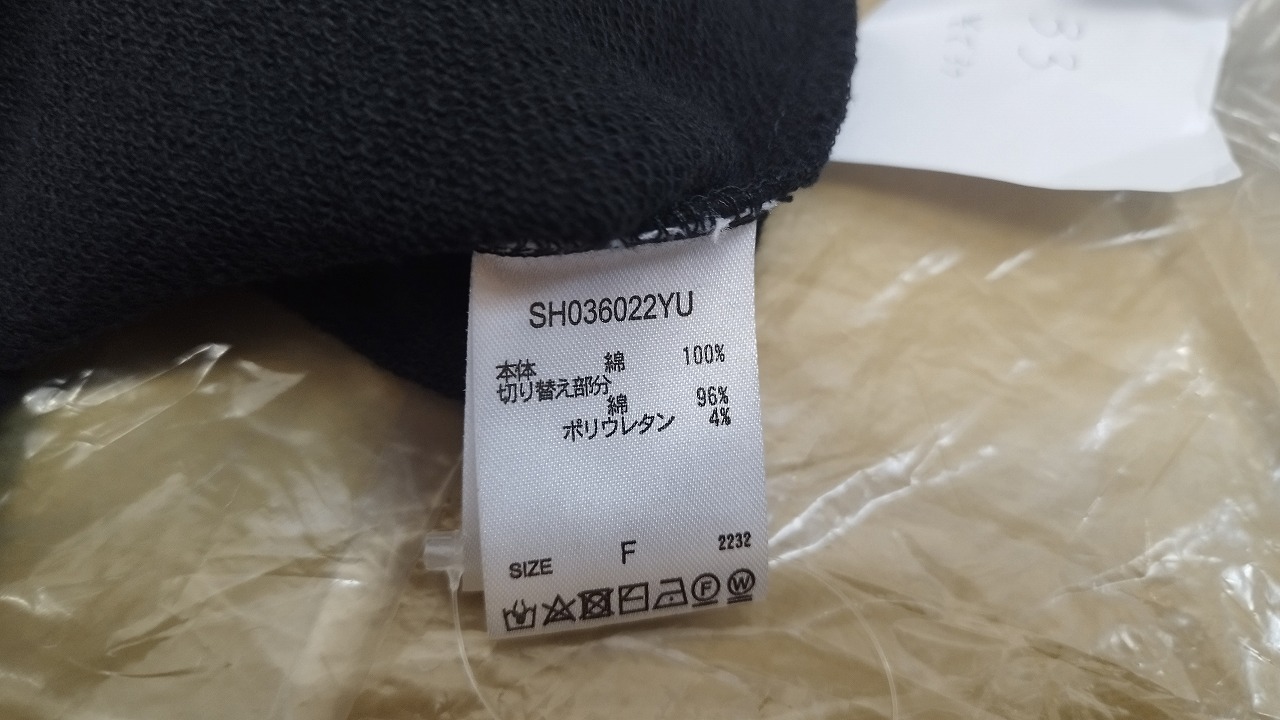 33
SH036022YU
本体 綿 100%
切り替え部分
綿 96%
ポリウレタン 4%
SIZE F 2232
F W